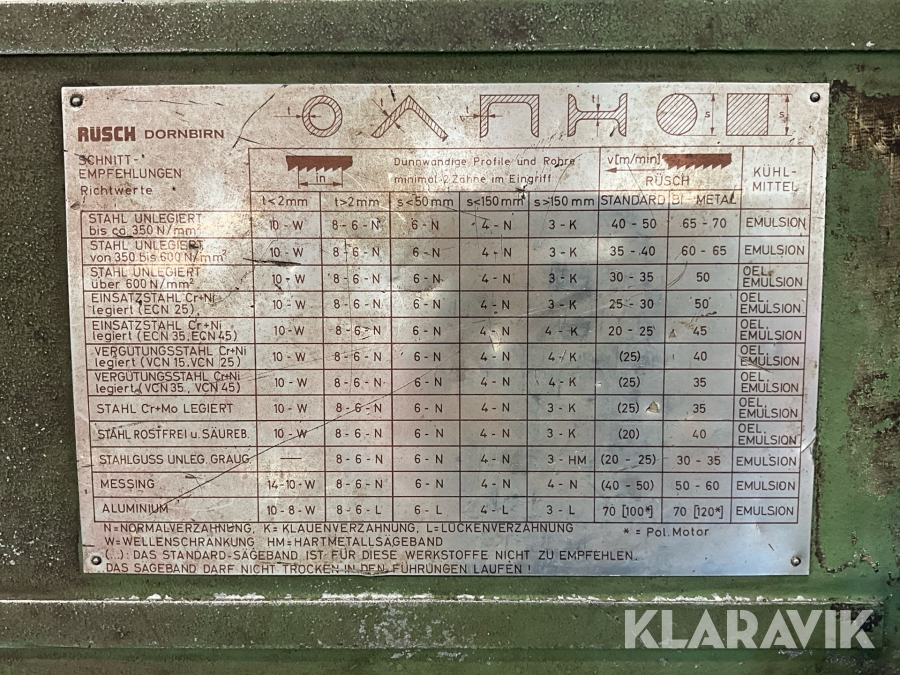 RÜSCH DORNBIRN
SCHNITT-
EMPFEHLUNGEN
Richtwerte
t t t t s s
in
Dünnwandige Profile und Rohre
minimal 2 Zähne im Eingriff
v[m/min]
RÜSCH
KÜHL-
MITTEL
t<2mm t>2mm s<50mm s≤150mm s>150mm STANDARD BI-METAL
STAHL UNLEGIERT
bis ca. 350 N/mm² 10-W 8-6-N 6-N 4-N 3-K 40-50 65-70 EMULSION
STAHL UNLEGIERT
von 350 bis 600 N/mm² 10-W 8-6-N 6-N 4-N 3-K 35-40 60-65 EMULSION
STAHL UNLEGIERT
über 600 N/mm² 10-W 8-6-N 6-N 4-N 3-K 30-35 50 OEL. EMULSION
EINSATZSTAHL Cr+Ni
legiert (ECN 25) 10-W 8-6-N 6-N 4-N 3-K 25-30 50 OEL. EMULSION
EINSATZSTAHL Cr+Ni
legiert (ECN 35.ECN 45) 10-W 8-6-N 6-N 4-N 4-K 20-25 45 OEL. EMULSION
VERGÜTUNGSSTAHL Cr+Ni
legiert (VCN 15.VCN 25) 10-W 8-6-N 6-N 4-N 4-K (25) 40 OEL. EMULSION
VERGÜTUNGSSTAHL Cr+Ni
legiert (VCN 35, VCN 45) 10-W 8-6-N 6-N 4-N 4-K (25) 35 OEL. EMULSION
STAHL Cr+Mo LEGIERT 10-W 8-6-N 6-N 4-N 3-K (25) 35 OEL. EMULSION
STAHL ROSTFREI u. SÄUREB. 10-W 8-6-N 6-N 4-N 3-K (20) 40 OEL. EMULSION
STAHLGUSS UNLEG. GRAUG. — 8-6-N 6-N 4-N 3-HM (20-25) 30-35 EMULSION
MESSING 14-10-W 8-6-N 6-N 4-N 4-N (40-50) 50-60 EMULSION
ALUMINIUM 10-8-W 8-6-L 6-L 4-L 3-L 70 [100*] 70 [120*] EMULSION
N=NORMALVERZAHNUNG, K=KLAUENVERZAHNUNG, L=LÜCKENVERZAHNUNG * = Pol. Motor
W=WELLENSCHRANKUNG HM=HARTMETALLSÄGEBAND
(...): DAS STANDARD-SÄGEBAND IST FÜR DIESE WERKSTOFFE NICHT ZU EMPFEHLEN.
DAS SÄGEBAND DARF NICHT TROCKEN IN DEN FÜHRUNGEN LAUFEN!
KLARAVIK